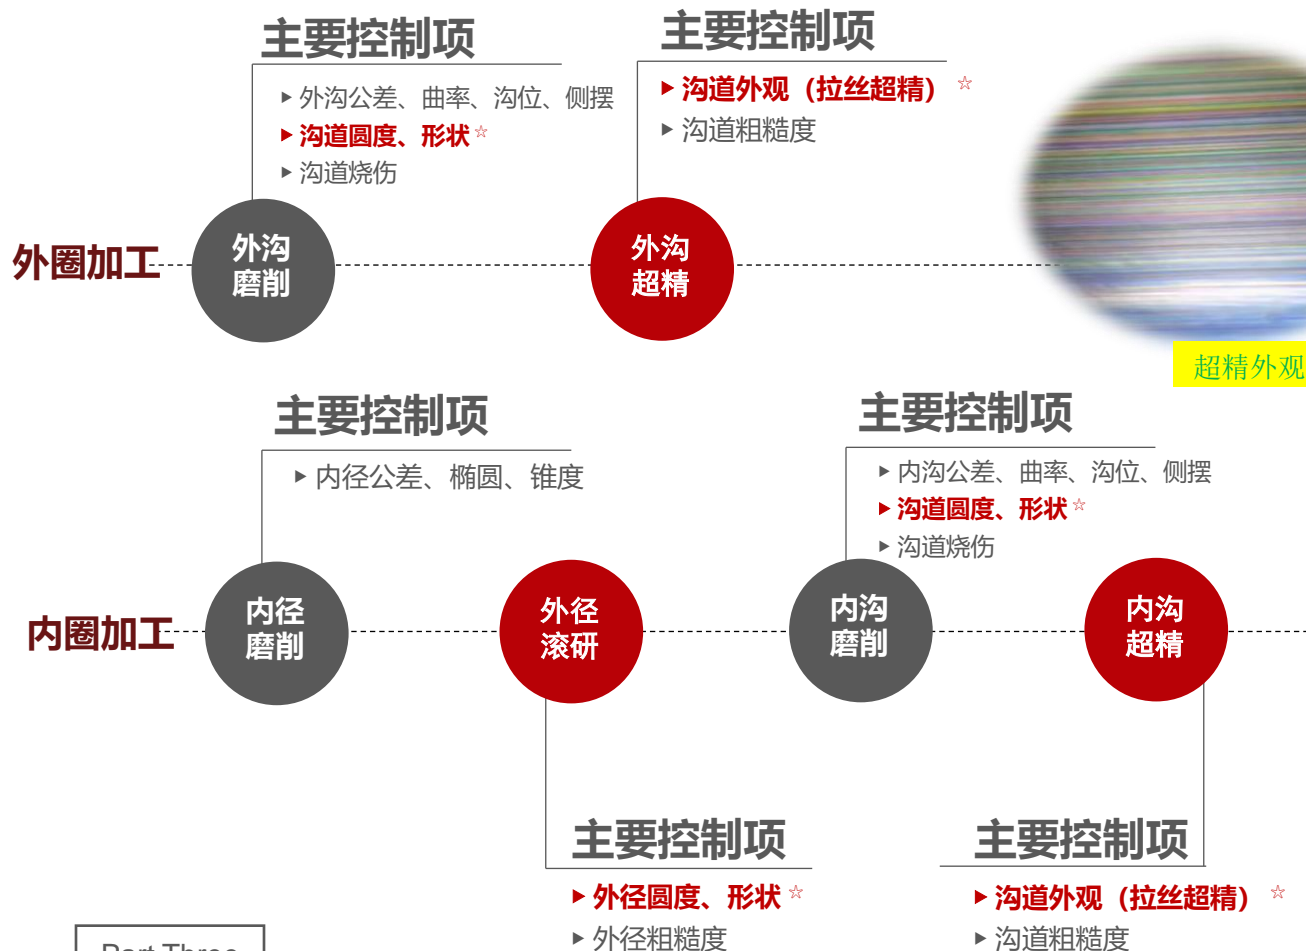 主要控制项
▸外沟公差、曲率、沟位、侧摆
▸沟道圆度、形状☆
▸沟道烧伤
主要控制项
▸沟道外观（拉丝超精）☆
▸沟道粗糙度
外圈加工
外沟
磨削
外沟
超精
超精外观
主要控制项
▸内径公差、椭圆、锥度
主要控制项
▸内沟公差、曲率、沟位、侧摆
▸沟道圆度、形状☆
▸沟道烧伤
内圈加工
内径
磨削
外径
滚研
内沟
磨削
内沟
超精
主要控制项
▸外径圆度、形状☆
▸外径粗糙度
主要控制项
▸沟道外观（拉丝超精）☆
▸沟道粗糙度
Part Three